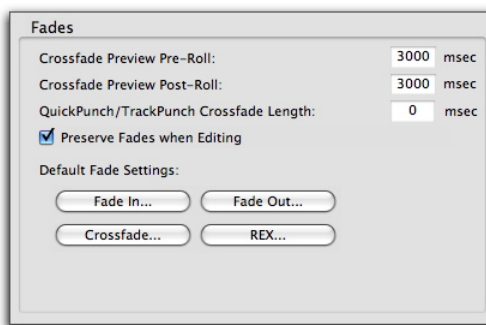 Fades
Crossfade Preview Pre-Roll: 3000 msec
Crossfade Preview Post-Roll: 3000 msec
QuickPunch/TrackPunch Crossfade Length: 0 msec
Preserve Fades when Editing
Default Fade Settings:
Fade In... Fade Out...
Crossfade... REX...